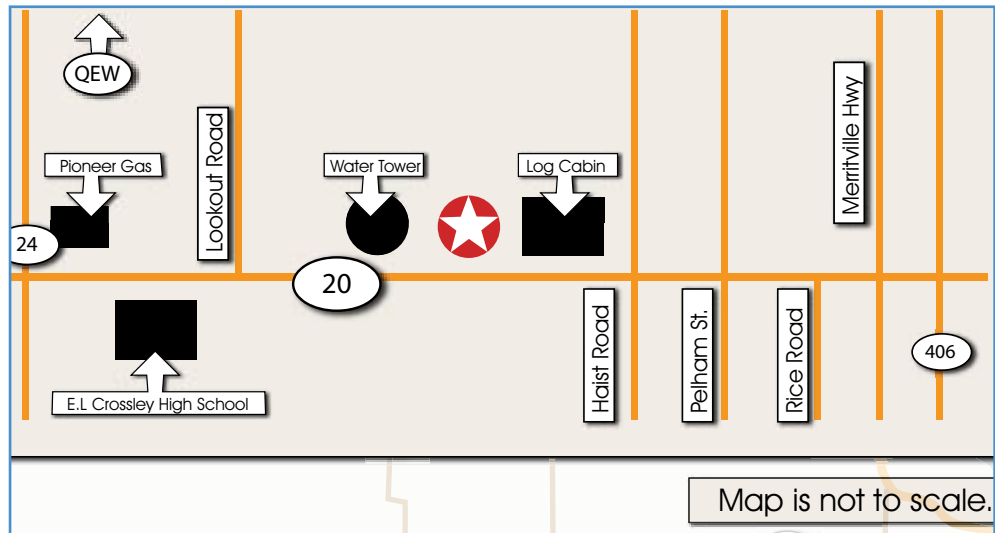 QEW
Pioneer Gas
Lookout Road
Water Tower
Log Cabin
Merritville Hwy
24
20
Haist Road
Pelham St.
Rice Road
406
E.L Crossley High School
Map is not to scale.